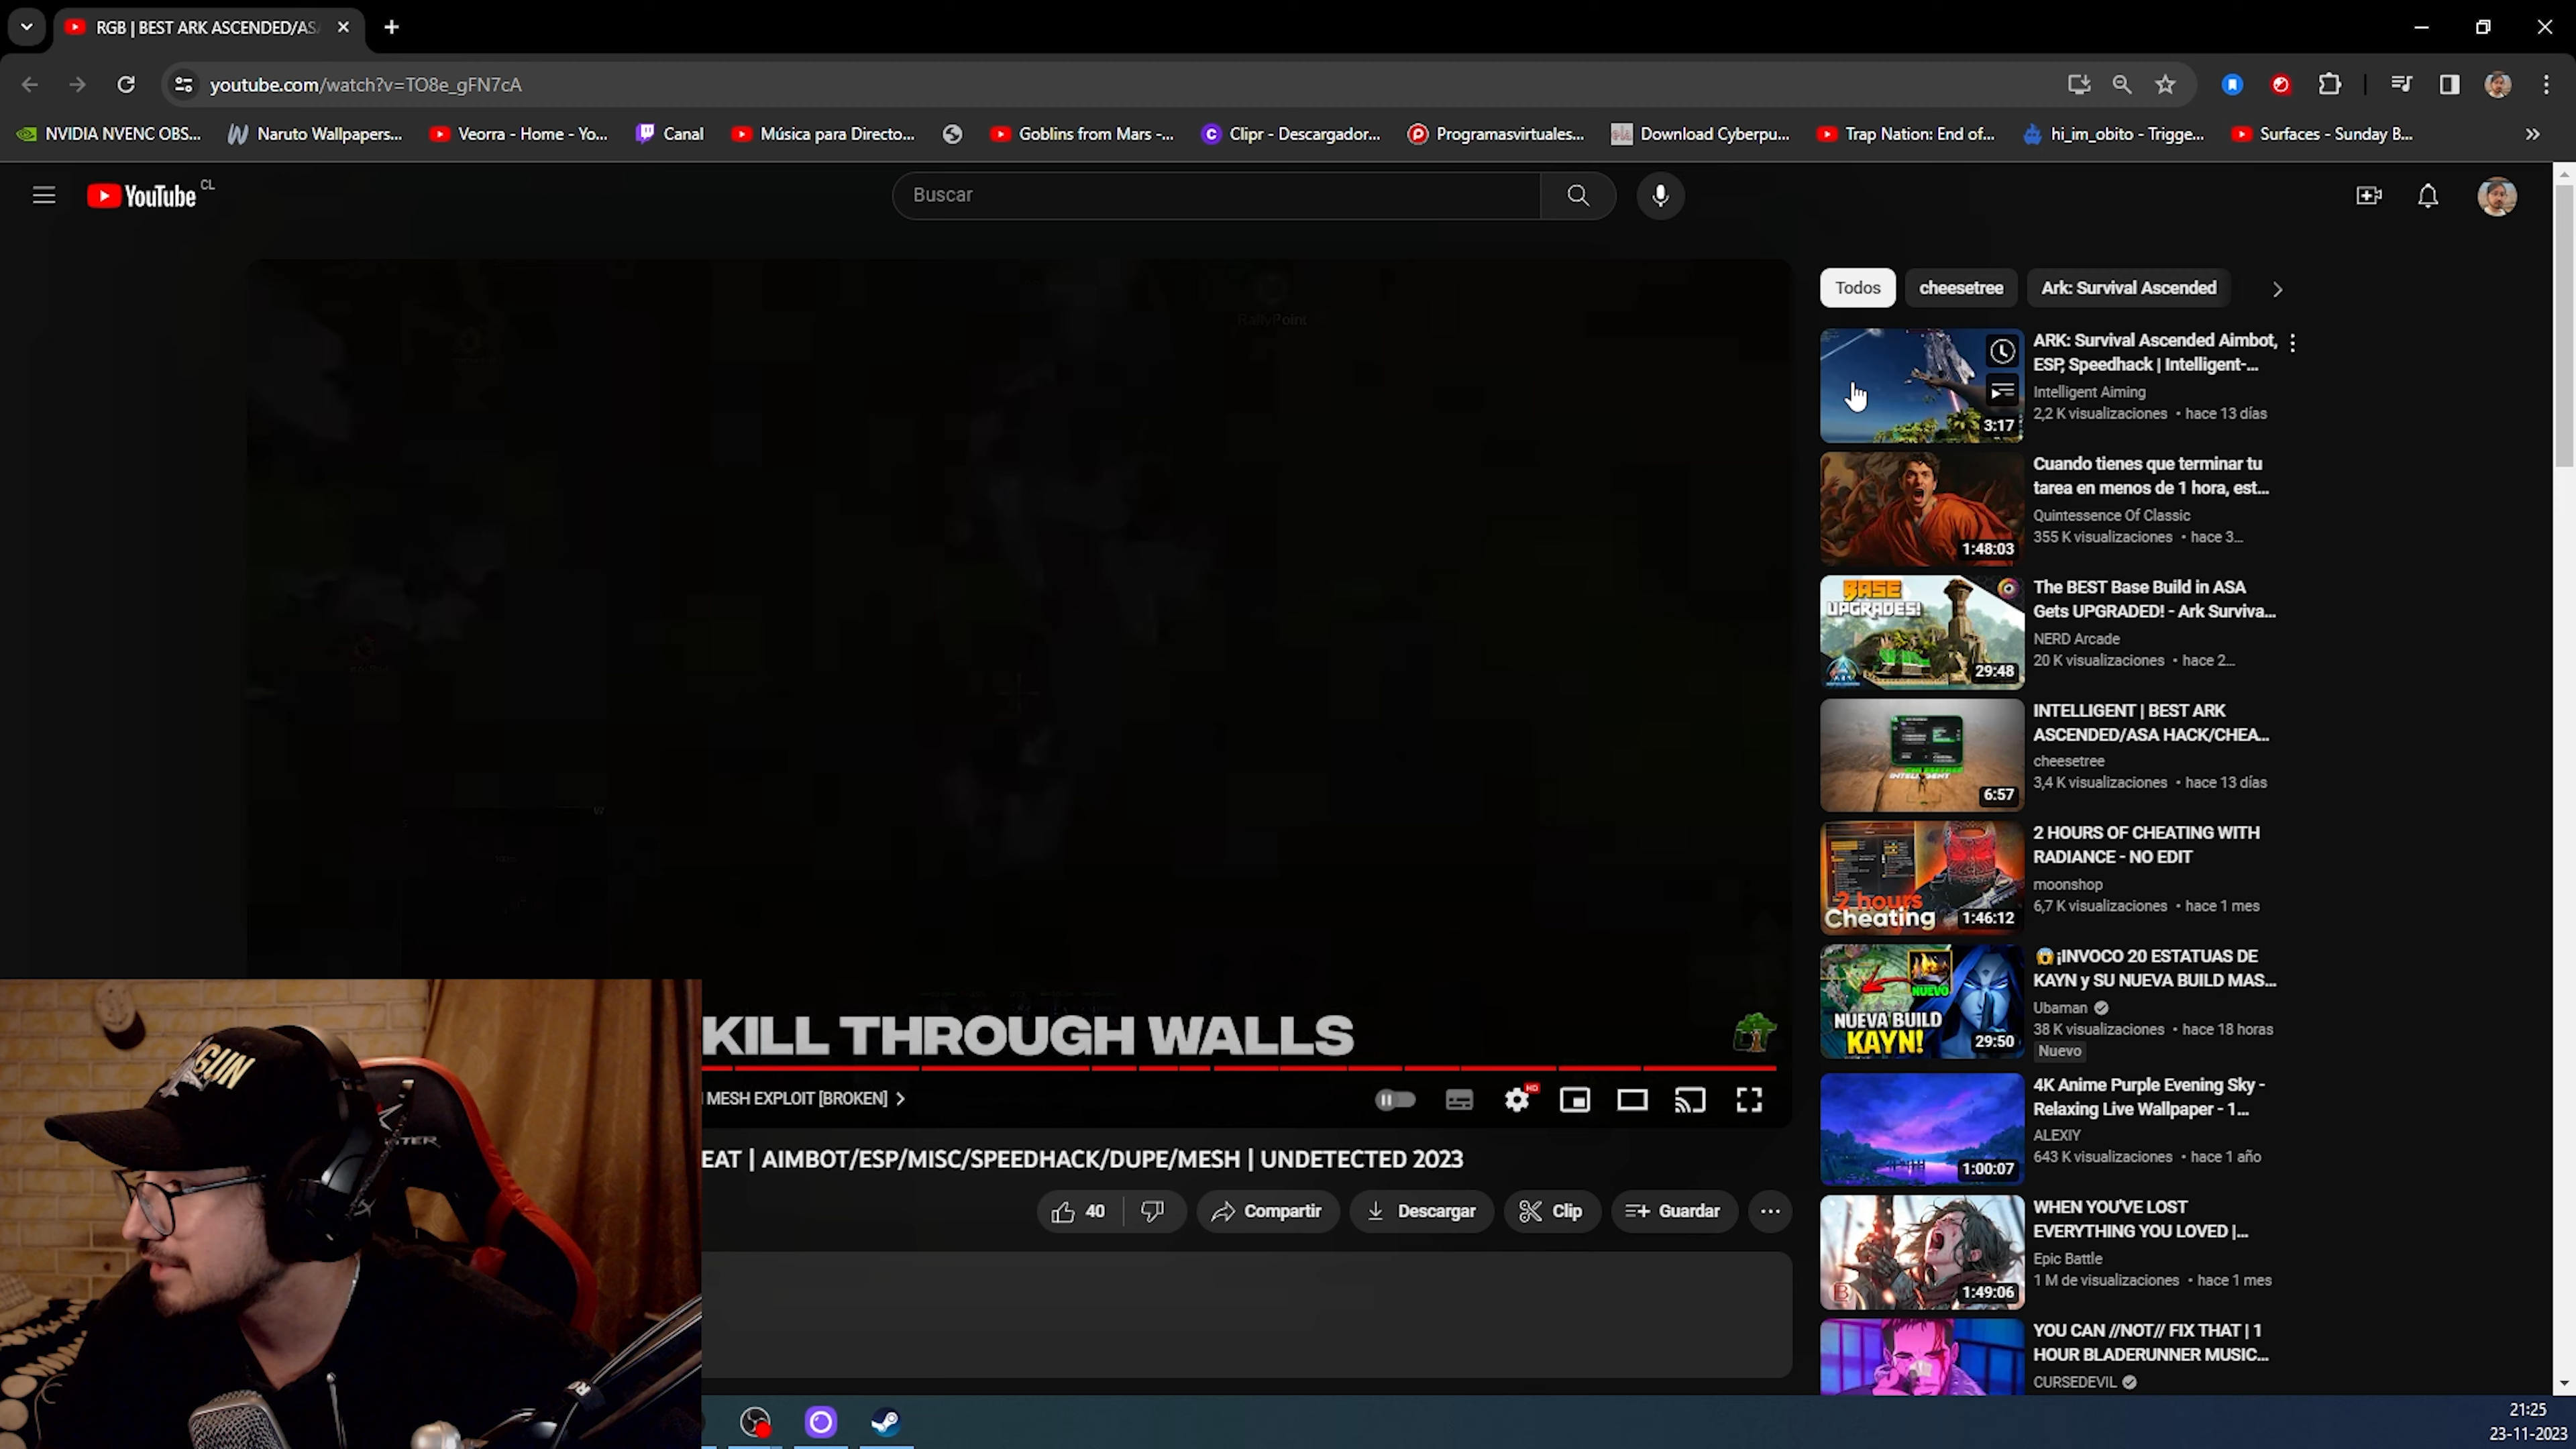 RGB | BEST ARK ASCENDED/AS
youtube.com/watch?v=TO8e_gFN7cA
NVIDIA NVENC OBS...
Naruto Wallpapers...
Veorra - Home - Yo...
Canal
Música para Directo...
Goblins from Mars -...
Clipr - Descargador...
Programasvirtuales...
Download Cyberpu...
Trap Nation: End of...
hi_im_obito - Trigge...
Surfaces - Sunday B...
YouTube CL
Buscar
RallyPoint
Todos
cheesetree
Ark: Survival Ascended
3:17
ARK: Survival Ascended Aimbot,
ESP, Speedhack | Intelligent-...
Intelligent Aiming
2,2 K visualizaciones • hace 13 días
1:48:03
Cuando tienes que terminar tu
tarea en menos de 1 hora, est...
Quintessence Of Classic
355 K visualizaciones • hace 3...
BASE
UPGRADES!
29:48
The BEST Base Build in ASA
Gets UPGRADED! - Ark Surviva...
NERD Arcade
20 K visualizaciones • hace 2...
6:57
INTELLIGENT | BEST ARK
ASCENDED/ASA HACK/CHEA...
cheesetree
3,4 K visualizaciones • hace 13 días
2 hours
Cheating
1:46:12
2 HOURS OF CHEATING WITH
RADIANCE - NO EDIT
moonshop
6,7 K visualizaciones • hace 1 mes
NUEVO
NUEVA BUILD
KAYN!
29:50
😱¡INVOCO 20 ESTATUAS DE
KAYN y SU NUEVA BUILD MAS...
Ubaman
38 K visualizaciones • hace 18 horas
Nuevo
1:00:07
4K Anime Purple Evening Sky -
Relaxing Live Wallpaper - 1...
ALEXIY
643 K visualizaciones • hace 1 año
1:49:06
WHEN YOU'VE LOST
EVERYTHING YOU LOVED |...
Epic Battle
1 M de visualizaciones • hace 1 mes
YOU CAN //NOT// FIX THAT | 1
HOUR BLADERUNNER MUSIC...
CURSEDEVIL
KILL THROUGH WALLS
MESH EXPLOIT [BROKEN]
HD
EAT | AIMBOT/ESP/MISC/SPEEDHACK/DUPE/MESH | UNDETECTED 2023
40
Compartir
Descargar
Clip
Guardar
GUN
21:25
23-11-2023